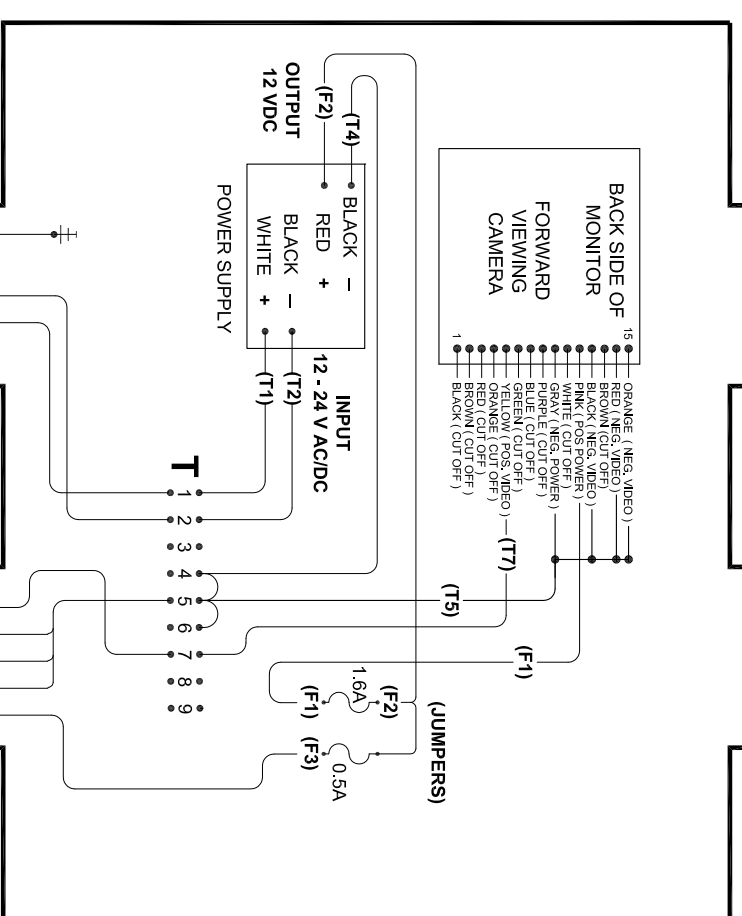 OUTPUT
12 VDC
(F2)
(T4)
BLACK –
RED +
BLACK –
WHITE +
POWER SUPPLY
INPUT
12 - 24 V AC/DC
(T2)
(T1)
BACK SIDE OF
MONITOR
FORWARD
VIEWING
CAMERA
15
1
ORANGE ( NEG. VIDEO )
RED ( NEG. VIDEO )
BROWN (CUT OFF)
BLACK ( NEG. VIDEO )
PINK ( POS POWER )
WHITE ( CUT OFF )
GRAY ( NEG. POWER )
PURPLE ( CUT OFF )
BLUE ( CUT OFF )
GREEN ( CUT OFF )
YELLOW ( POS. VIDEO )
ORANGE ( CUT OFF )
RED ( CUT OFF )
BROWN ( CUT OFF )
BLACK ( CUT OFF )
(T7)
(T5)
(F1)
T
1
2
3
4
5
6
7
8
9
1.6A
(F1)
(F2)
(JUMPERS)
(F3)
0.5A